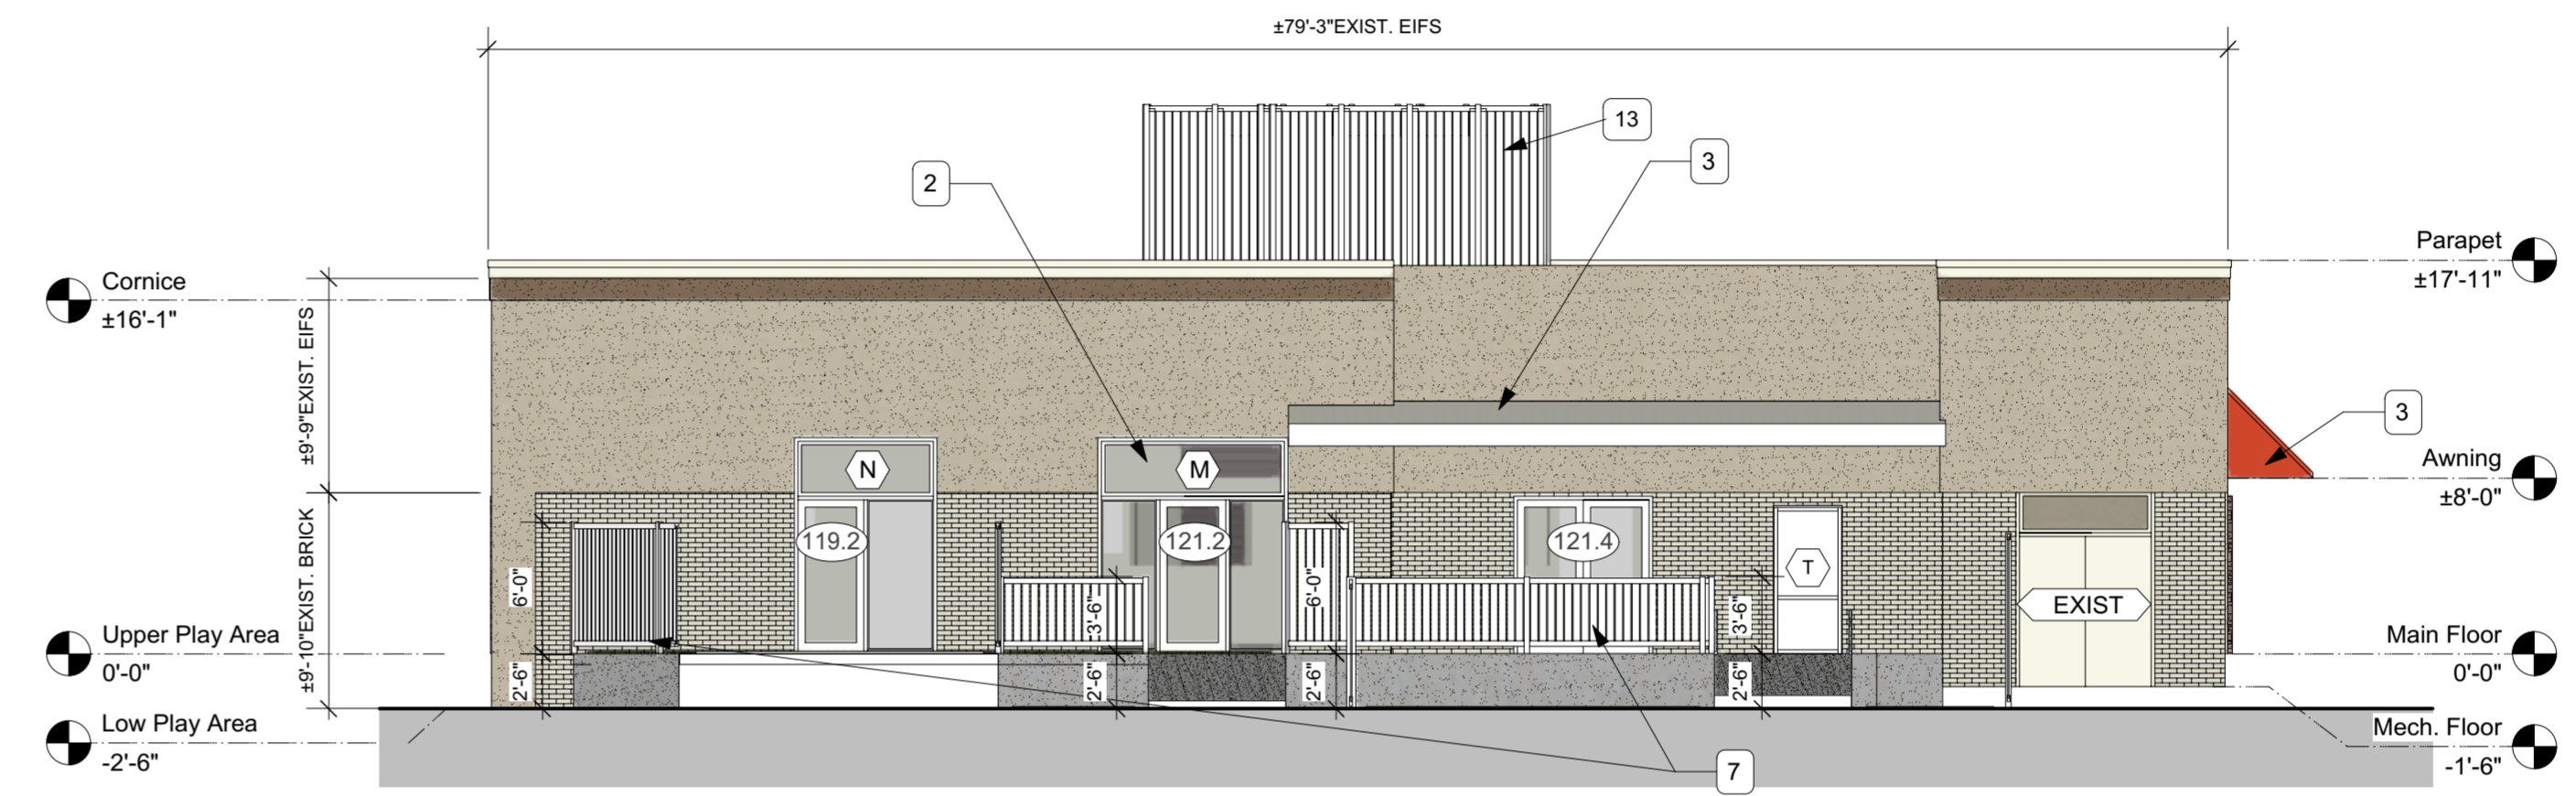 ±79'-3"EXIST. EIFS
13
3
2
Parapet
±17'-11"
Cornice
±16'-1"
±9'-9"EXIST. EIFS
3
Awning
±8'-0"
N
M
119.2
121.2
121.4
T
EXIST
±9'-10"EXIST. BRICK
6'-0"
3'-6"
6'-0"
3'-6"
Upper Play Area
0'-0"
Main Floor
0'-0"
2'-6"
2'-6"
2'-6"
2'-6"
Low Play Area
-2'-6"
Mech. Floor
-1'-6"
7